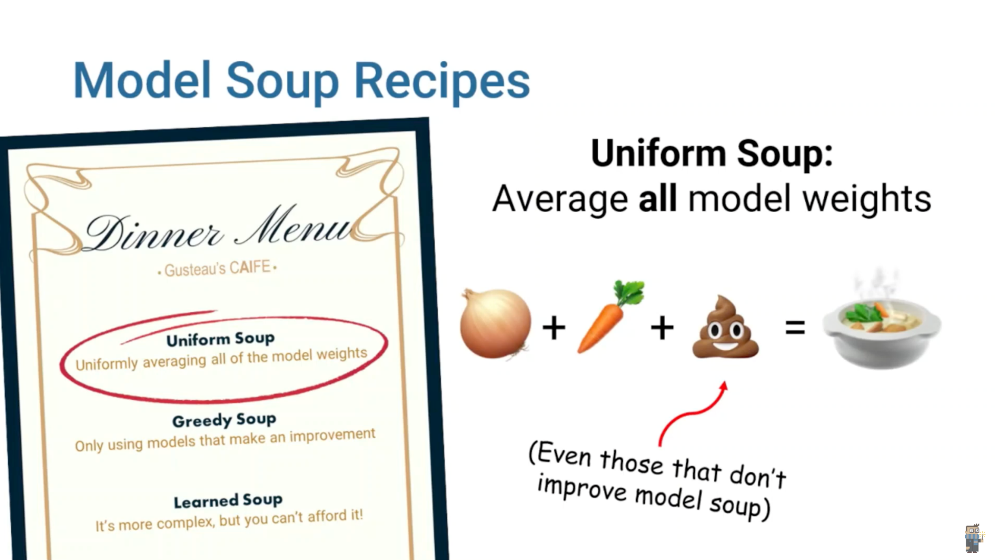 Model Soup Recipes
Dinner Menu
• Gusteau's CAIFE •
Uniform Soup
Uniformly averaging all of the model weights
Greedy Soup
Only using models that make an improvement
Learned Soup
It's more complex, but you can't afford it!
Uniform Soup:
Average all model weights
+ + =
(Even those that don't
improve model soup)